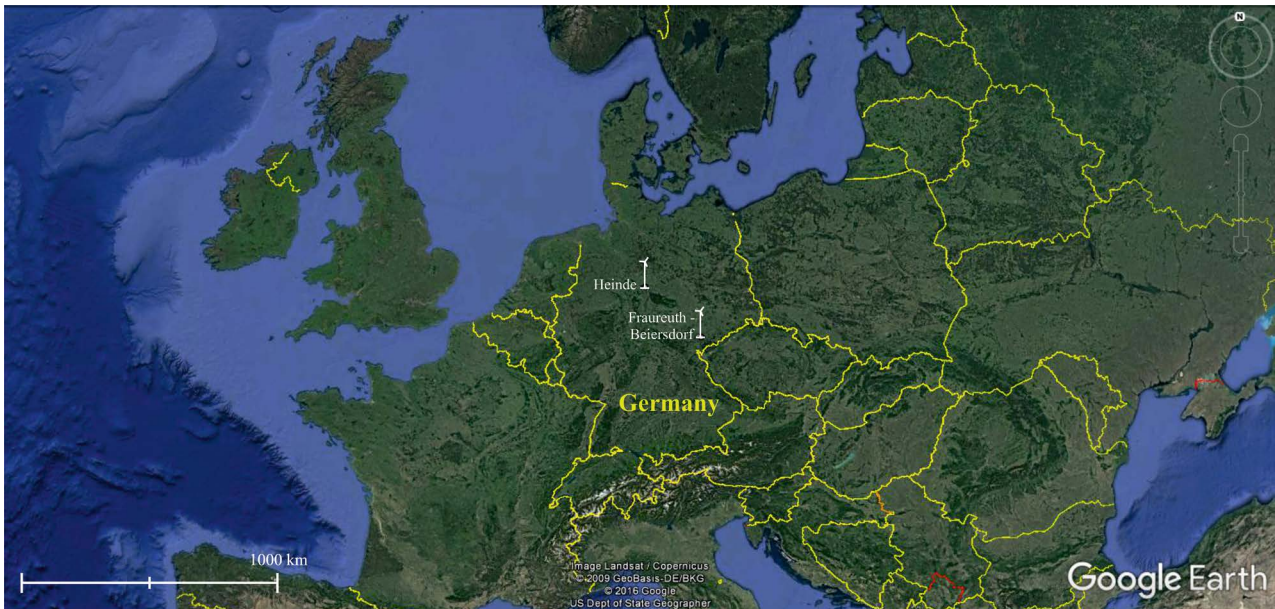 N
Heinde
Fraureuth -
Beiersdorf
Germany
1000 km
Image Landsat / Copernicus
© 2009 GeoBasis-DE/BKG
© 2016 Google
US Dept of State Geographer
Google Earth